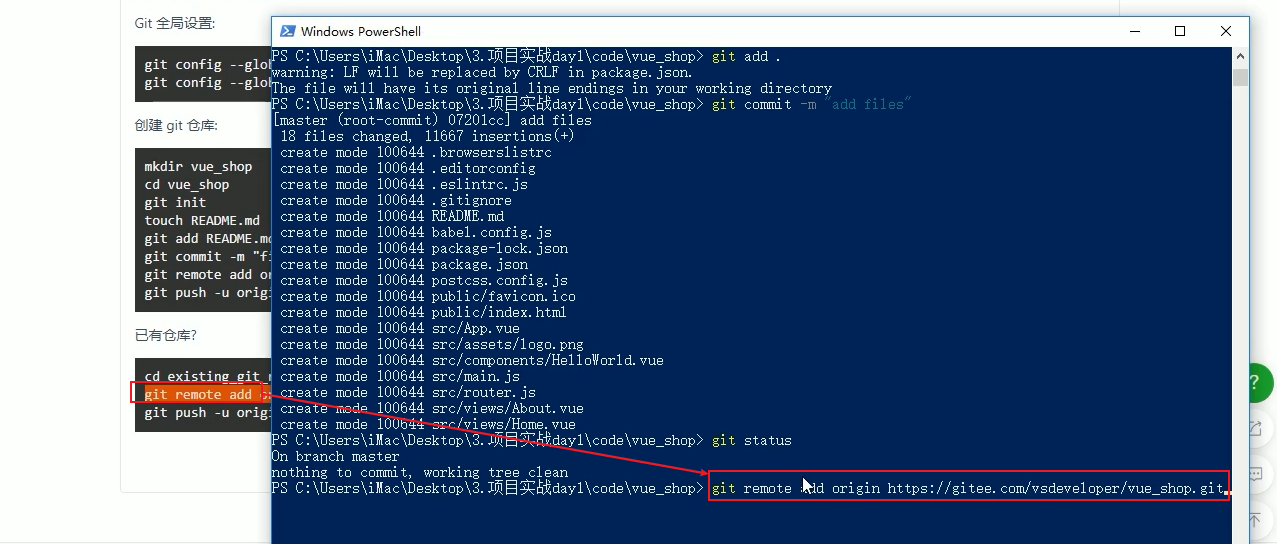 Git 全局设置:
git config --glob
git config --glob
创建 git 仓库:
mkdir vue_shop
cd vue_shop
git init
touch README.md
git add README.md
git commit -m "fi
git remote add or
git push -u origi
已有仓库?
cd existing_git_r
git remote add
git push -u origi
Windows PowerShell
PS C:\Users\iMac\Desktop\3.项目实战day1\code\vue_shop> git add .
warning: LF will be replaced by CRLF in package.json.
The file will have its original line endings in your working directory
PS C:\Users\iMac\Desktop\3.项目实战day1\code\vue_shop> git commit -m "add files"
[master (root-commit) 07201cc] add files
18 files changed, 11667 insertions(+)
create mode 100644 .browserslistrc
create mode 100644 .editorconfig
create mode 100644 .eslintrc.js
create mode 100644 .gitignore
create mode 100644 README.md
create mode 100644 babel.config.js
create mode 100644 package-lock.json
create mode 100644 package.json
create mode 100644 postcss.config.js
create mode 100644 public/favicon.ico
create mode 100644 public/index.html
create mode 100644 src/App.vue
create mode 100644 src/assets/logo.png
create mode 100644 src/components/HelloWorld.vue
create mode 100644 src/main.js
create mode 100644 src/router.js
create mode 100644 src/views/About.vue
create mode 100644 src/views/Home.vue
PS C:\Users\iMac\Desktop\3.项目实战day1\code\vue_shop> git status
On branch master
nothing to commit, working tree clean
PS C:\Users\iMac\Desktop\3.项目实战day1\code\vue_shop> git remote add origin https://gitee.com/vsdeveloper/vue_shop.git
?